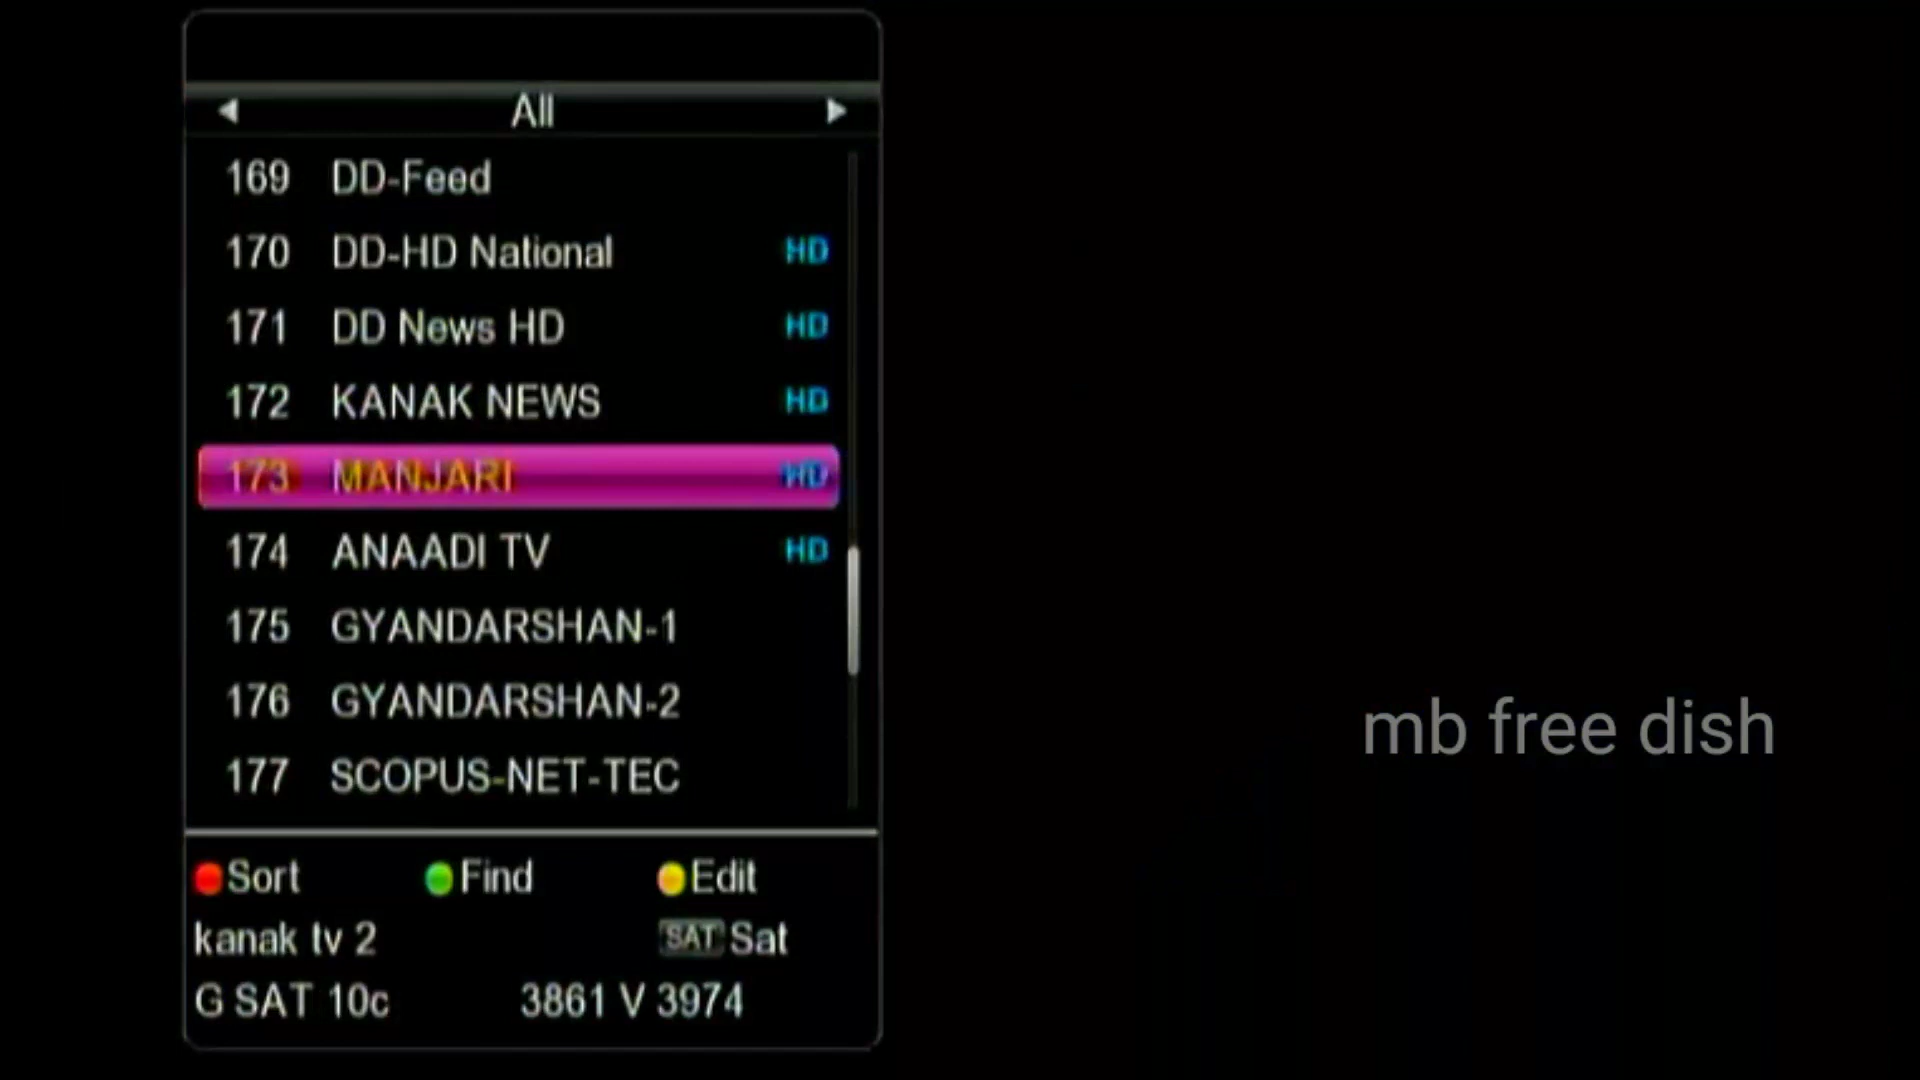 All
169 DD-Feed
170 DD-HD National HD
171 DD News HD HD
172 KANAK NEWS HD
173 MANJARI HD
174 ANAADI TV HD
175 GYANDARSHAN-1
176 GYANDARSHAN-2
177 SCOPUS-NET-TEC
Sort Find Edit
kanak tv 2 SAT Sat
G SAT 10c 3861 V 3974
mb free dish